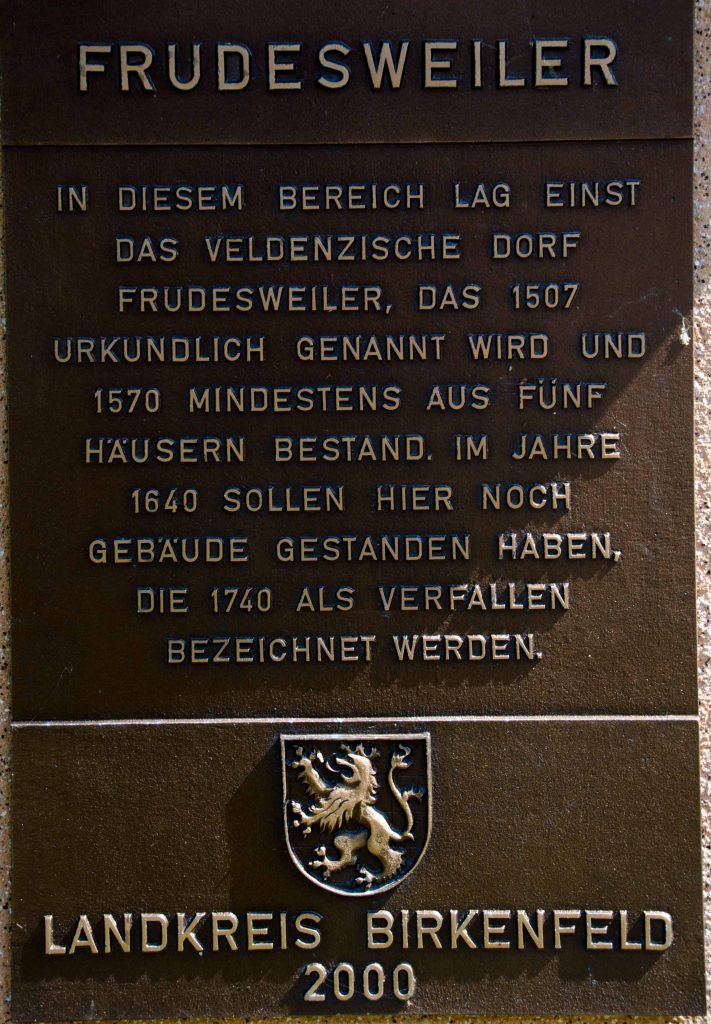 FRUDESWEILER
IN DIESEM BEREICH LAG EINST
DAS VELDENZISCHE DORF
FRUDESWEILER, DAS 1507
URKUNDLICH GENANNT WIRD UND
1570 MINDESTENS AUS FÜNF
HÄUSERN BESTAND. IM JAHRE
1640 SOLLEN HIER NOCH
GEBÄUDE GESTANDEN HABEN,
DIE 1740 ALS VERFALLEN
BEZEICHNET WERDEN.
LANDKREIS BIRKENFELD
2000